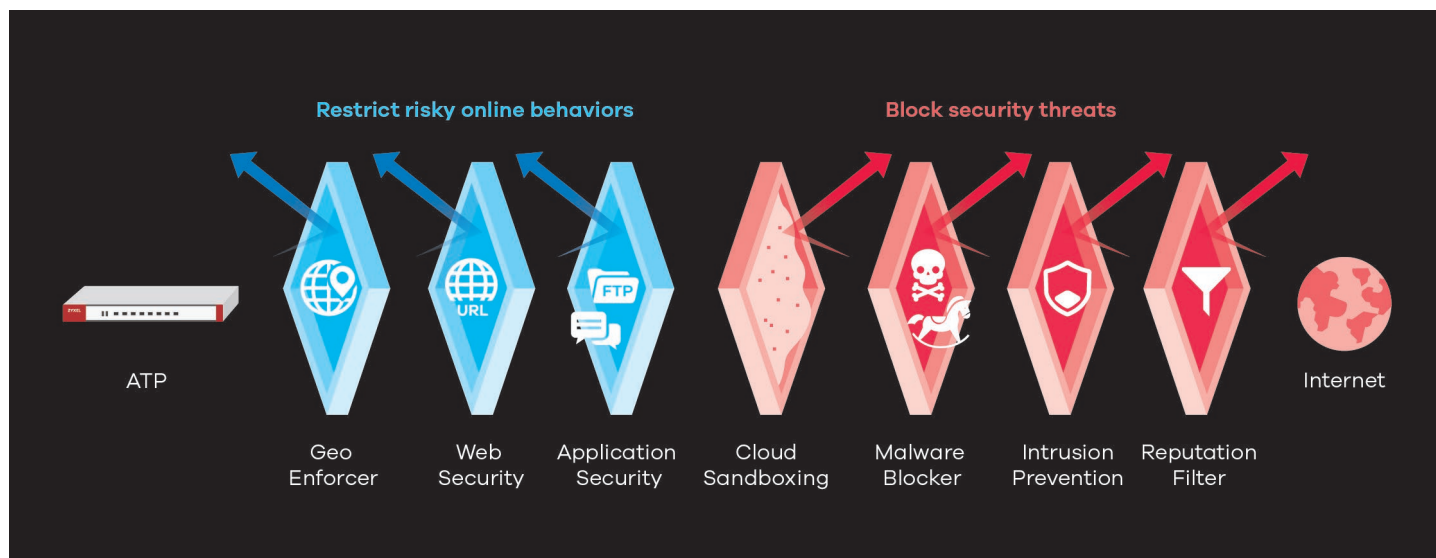 Restrict risky online behaviors
Block security threats
ZYXEL
URL
FTP
ATP
Internet
Geo
Enforcer
Web
Security
Application
Security
Cloud
Sandboxing
Malware
Blocker
Intrusion
Prevention
Reputation
Filter